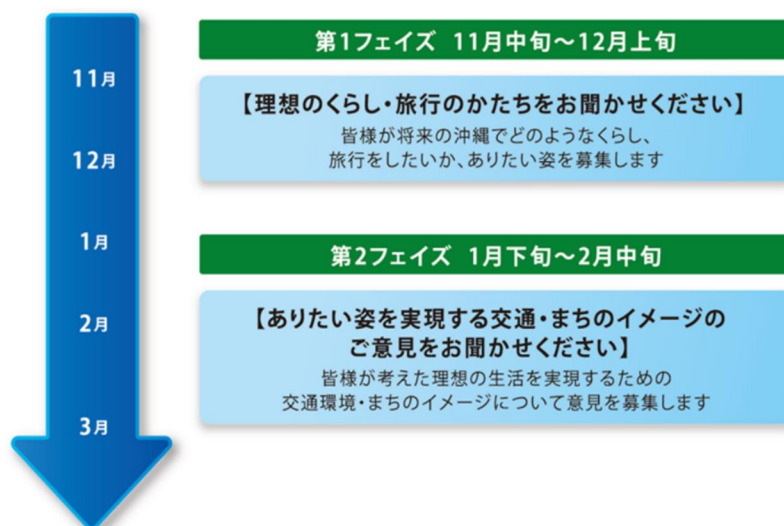 11月
12月
1月
2月
3月
第1フェイズ 11月中旬～12月上旬
【理想のくらし・旅行のかたちをお聞かせください】
皆様が将来の沖縄でどのようなくらし、
旅行をしたいか、ありたい姿を募集します
第2フェイズ 1月下旬～2月中旬
【ありたい姿を実現する交通・まちのイメージの
ご意見をお聞かせください】
皆様が考えた理想の生活を実現するための
交通環境・まちのイメージについて意見を募集します